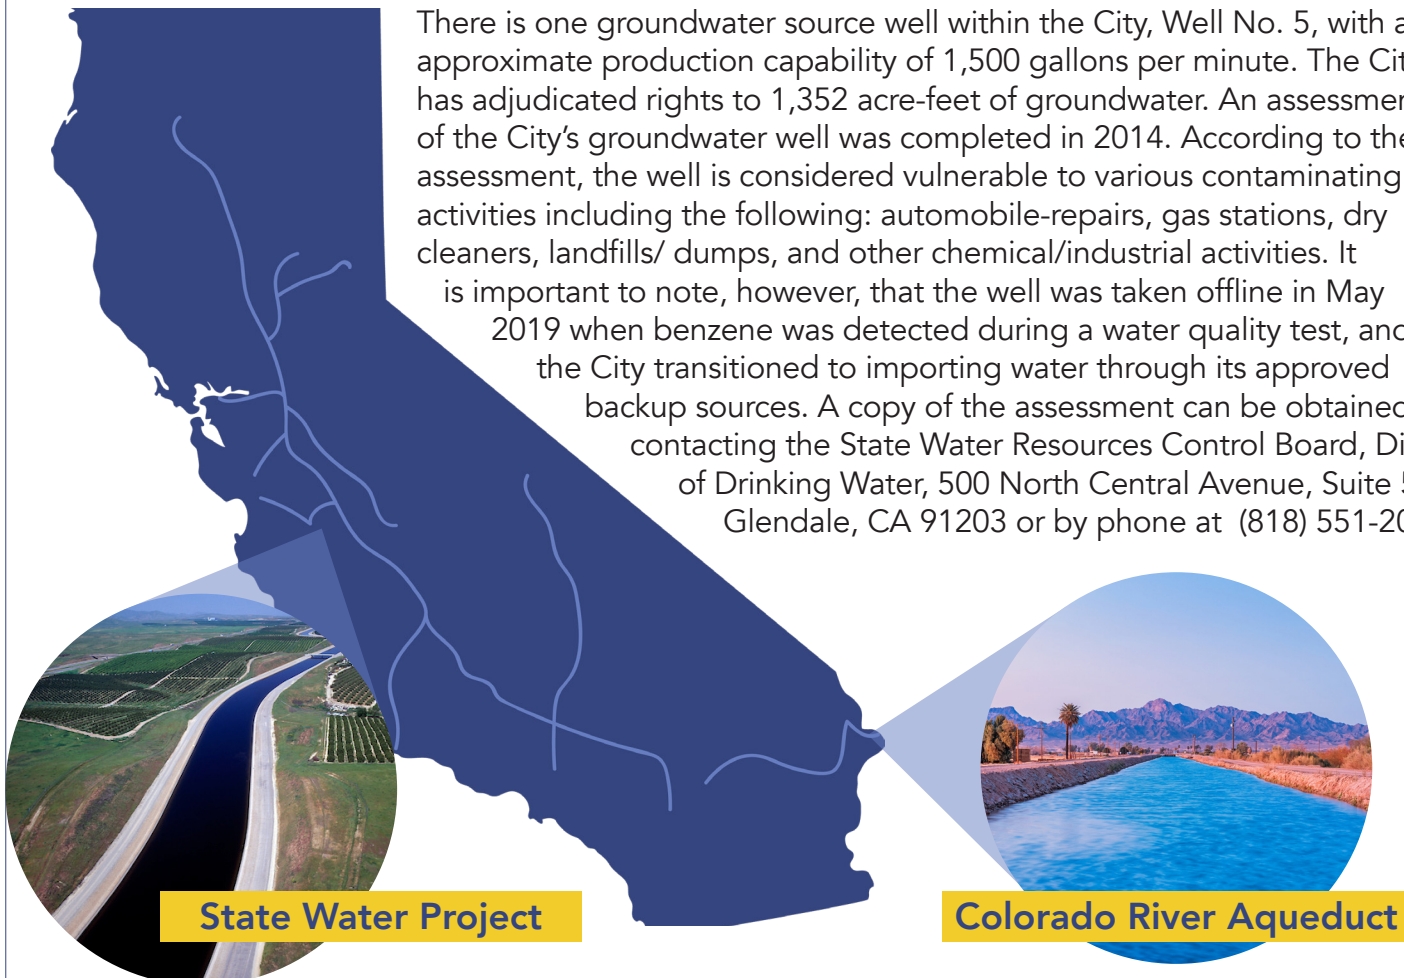 There is one groundwater source well within the City, Well No. 5, with a
approximate production capability of 1,500 gallons per minute. The Cit
has adjudicated rights to 1,352 acre-feet of groundwater. An assessmen
of the City’s groundwater well was completed in 2014. According to the
assessment, the well is considered vulnerable to various contaminating
activities including the following: automobile-repairs, gas stations, dry
cleaners, landfills/ dumps, and other chemical/industrial activities. It
is important to note, however, that the well was taken offline in May
2019 when benzene was detected during a water quality test, and
the City transitioned to importing water through its approved
backup sources. A copy of the assessment can be obtained
contacting the State Water Resources Control Board, Di
of Drinking Water, 500 North Central Avenue, Suite 5
Glendale, CA 91203 or by phone at (818) 551-20
State Water Project
Colorado River Aqueduct